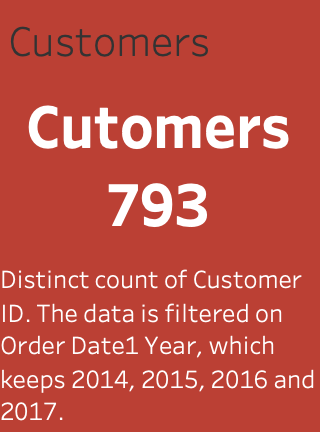 Customers
Cutomers
793
Distinct count of Customer
ID. The data is filtered on
Order Date1 Year, which
keeps 2014, 2015, 2016 and
2017.